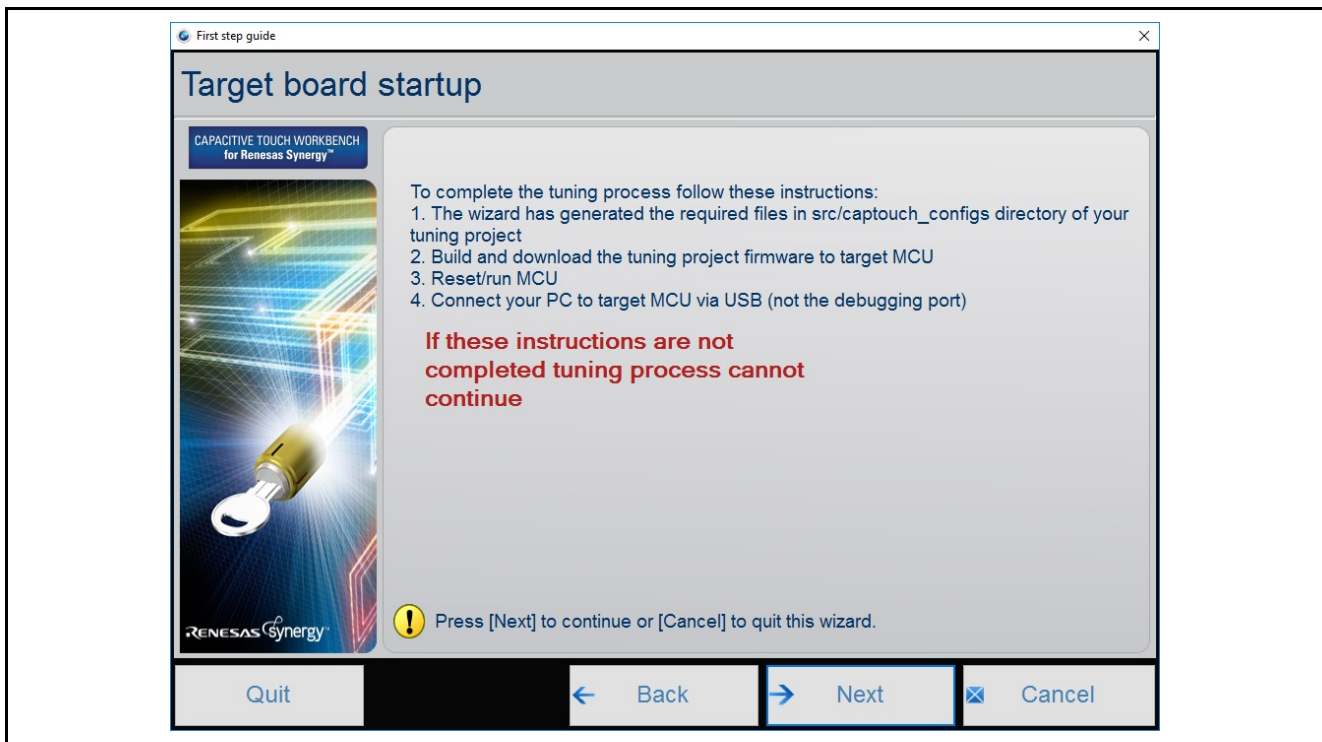 First step guide
Target board startup
CAPACITIVE TOUCH WORKBENCH
for Renesas Synergy™
To complete the tuning process follow these instructions:
1. The wizard has generated the required files in src/captouch_configs directory of your
tuning project
2. Build and download the tuning project firmware to target MCU
3. Reset/run MCU
4. Connect your PC to target MCU via USB (not the debugging port)
If these instructions are not
completed tuning process cannot
continue
RENESAS Synergy™
Press [Next] to continue or [Cancel] to quit this wizard.
Quit
Back
Next
Cancel